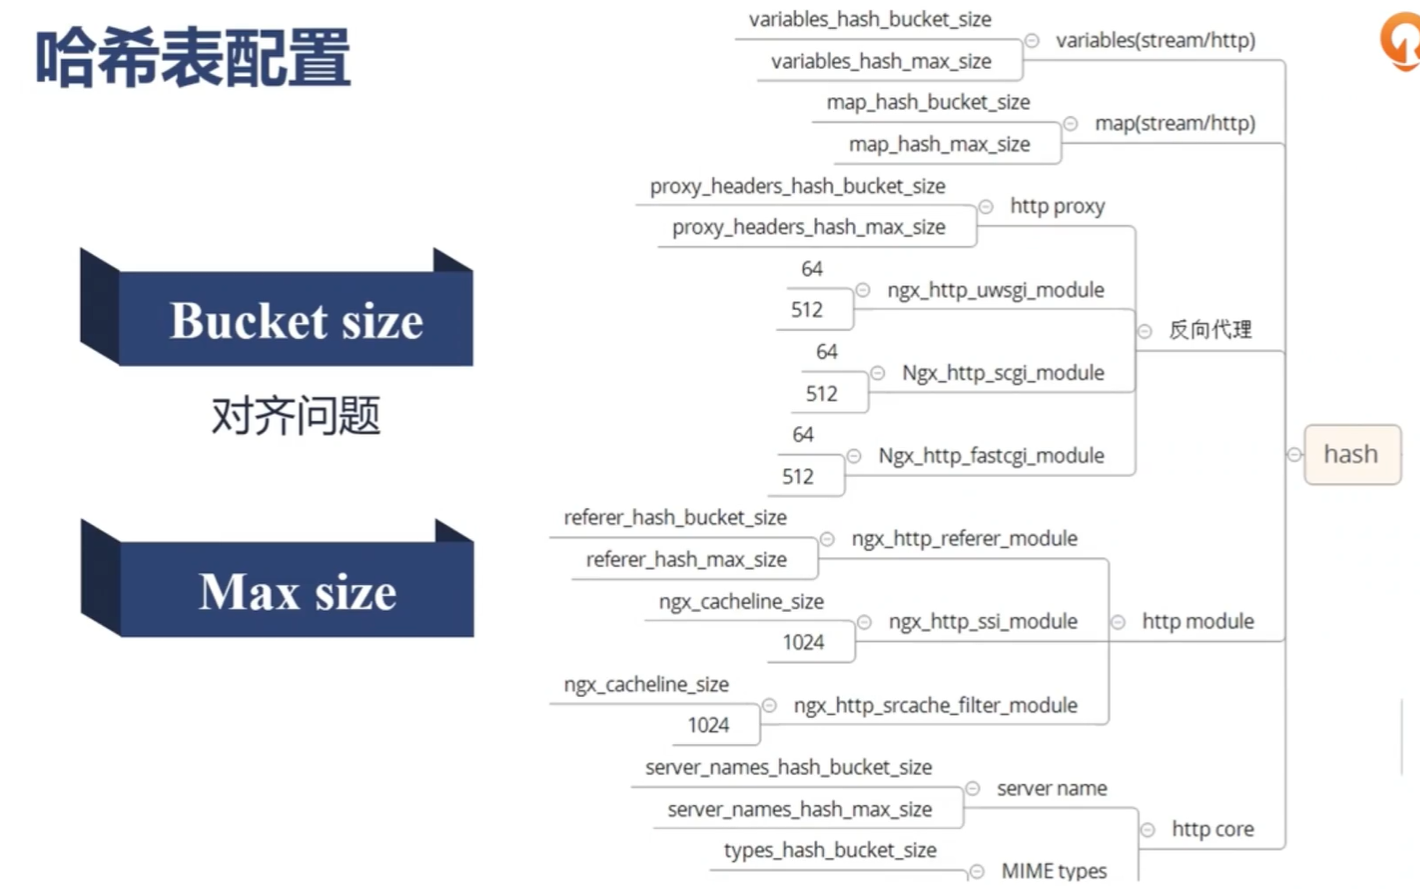 哈希表配置
Bucket size
对齐问题
Max size
variables_hash_bucket_size
variables_hash_max_size
variables(stream/http)
map_hash_bucket_size
map_hash_max_size
map(stream/http)
proxy_headers_hash_bucket_size
proxy_headers_hash_max_size
http proxy
64
512
ngx_http_uwsgi_module
64
512
Ngx_http_scgi_module
64
512
Ngx_http_fastcgi_module
反向代理
referer_hash_bucket_size
referer_hash_max_size
ngx_http_referer_module
ngx_cacheline_size
1024
ngx_http_ssi_module
ngx_cacheline_size
1024
ngx_http_srcache_filter_module
http module
server_names_hash_bucket_size
server_names_hash_max_size
server name
types_hash_bucket_size
MIME types
http core
hash